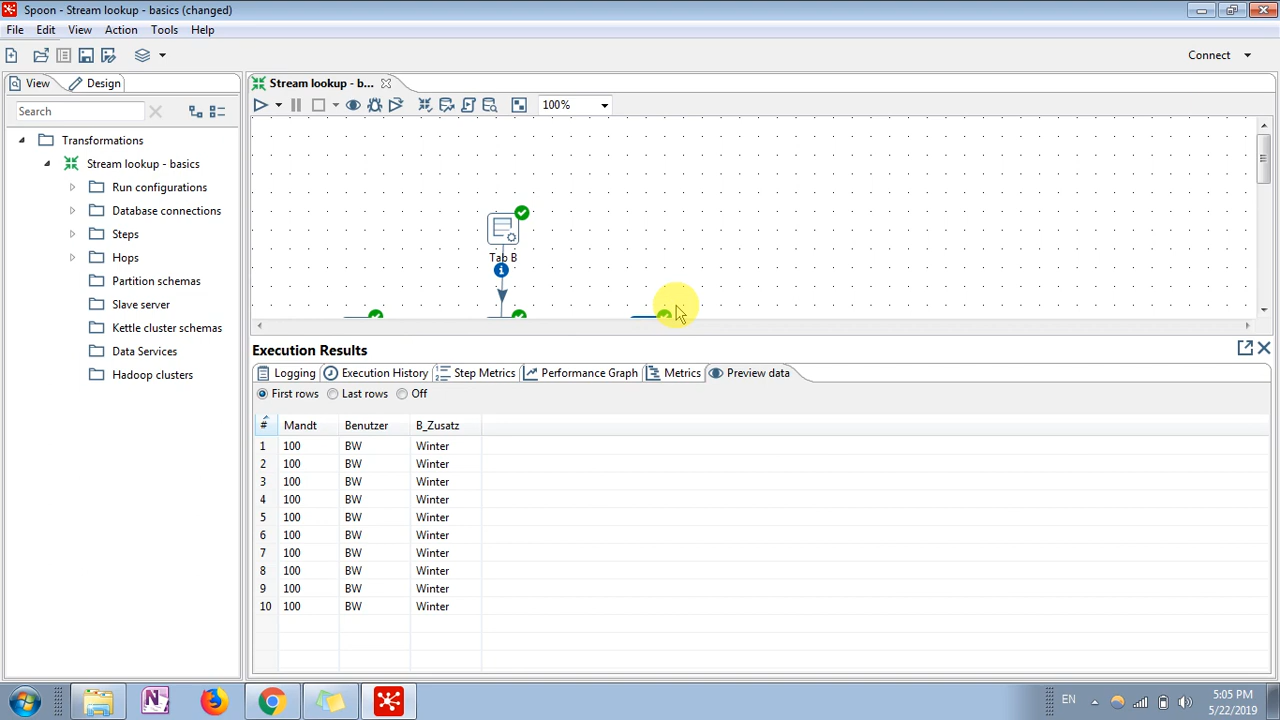 Spoon - Stream lookup - basics (changed)
File Edit View Action Tools Help
Connect
View Design
Stream lookup - b...
Search
100%
Transformations
Stream lookup - basics
Run configurations
Database connections
Steps
Hops
Partition schemas
Slave server
Kettle cluster schemas
Data Services
Hadoop clusters
Tab B
Execution Results
Logging Execution History Step Metrics Performance Graph Metrics Preview data
First rows Last rows Off
# Mandt Benutzer B_Zusatz
1 100 BW Winter
2 100 BW Winter
3 100 BW Winter
4 100 BW Winter
5 100 BW Winter
6 100 BW Winter
7 100 BW Winter
8 100 BW Winter
9 100 BW Winter
10 100 BW Winter
EN
5:05 PM
5/22/2019